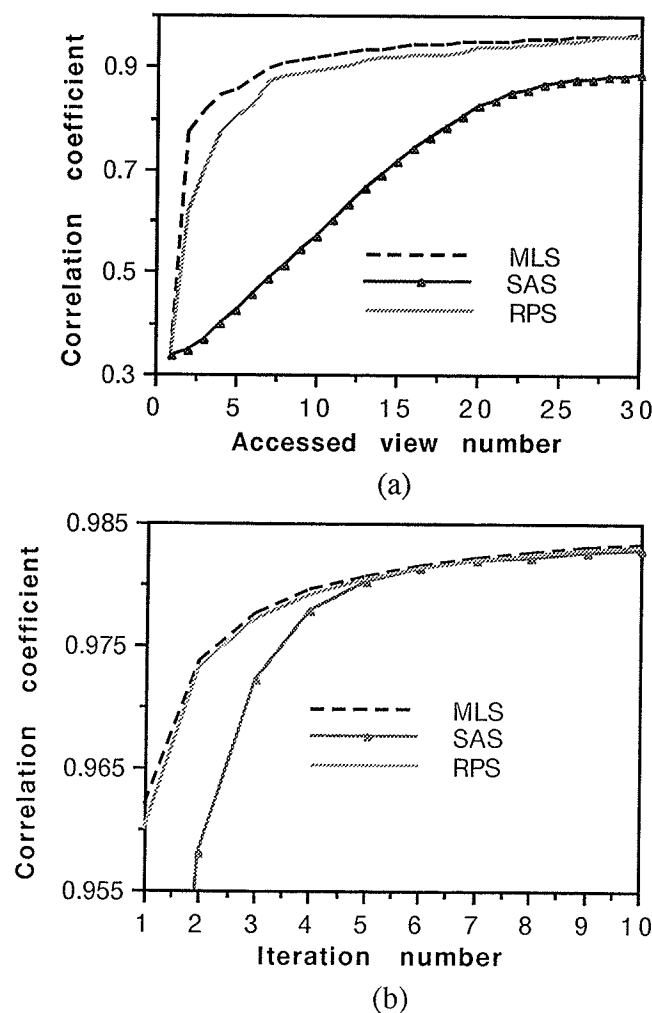 Correlation coefficient
0.9
0.7
0.5
0.3
MLS
SAS
RPS
0 5 10 15 20 25 30
Accessed view number
(a)
Correlation coefficient
0.985
0.975
0.965
0.955
MLS
SAS
RPS
1 2 3 4 5 6 7 8 9 10
Iteration number
(b)